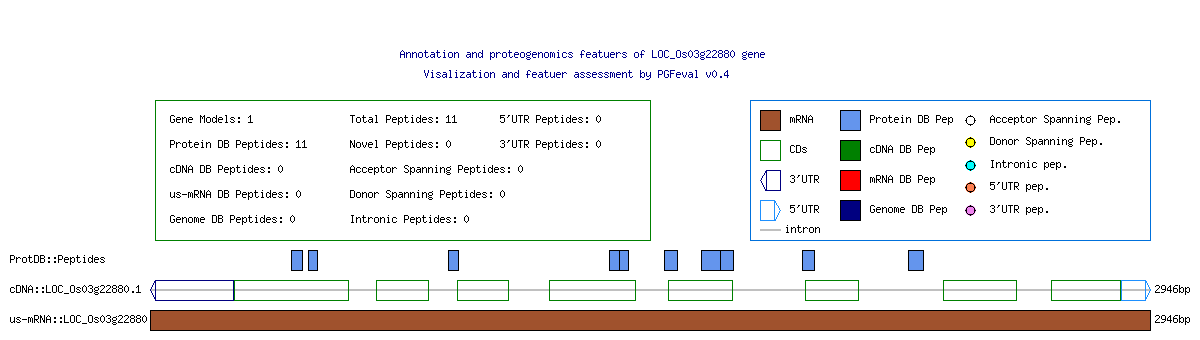 Annotation and proteogenomics featuers of LOC_Os03g22880 gene
Visalization and featuer assessment by PGFeval v0.4
Gene Models: 1 Total Peptides: 11 5'UTR Peptides: 0
Protein DB Peptides: 11 Novel Peptides: 0 3'UTR Peptides: 0
cDNA DB Peptides: 0 Acceptor Spanning Peptides: 0
us-mRNA DB Peptides: 0 Donor Spanning Peptides: 0
Genome DB Peptides: 0 Intronic Peptides: 0
mRNA Protein DB Pep Acceptor Spanning Pep.
CDs cDNA DB Pep Donor Spanning Pep.
3'UTR mRNA DB Pep Intronic pep.
5'UTR Genome DB Pep 5'UTR pep.
intron 3'UTR pep.
ProtDB::Peptides
cDNA::LOC_Os03g22880.1 2946bp
us-mRNA::LOC_Os03g22880 2946bp